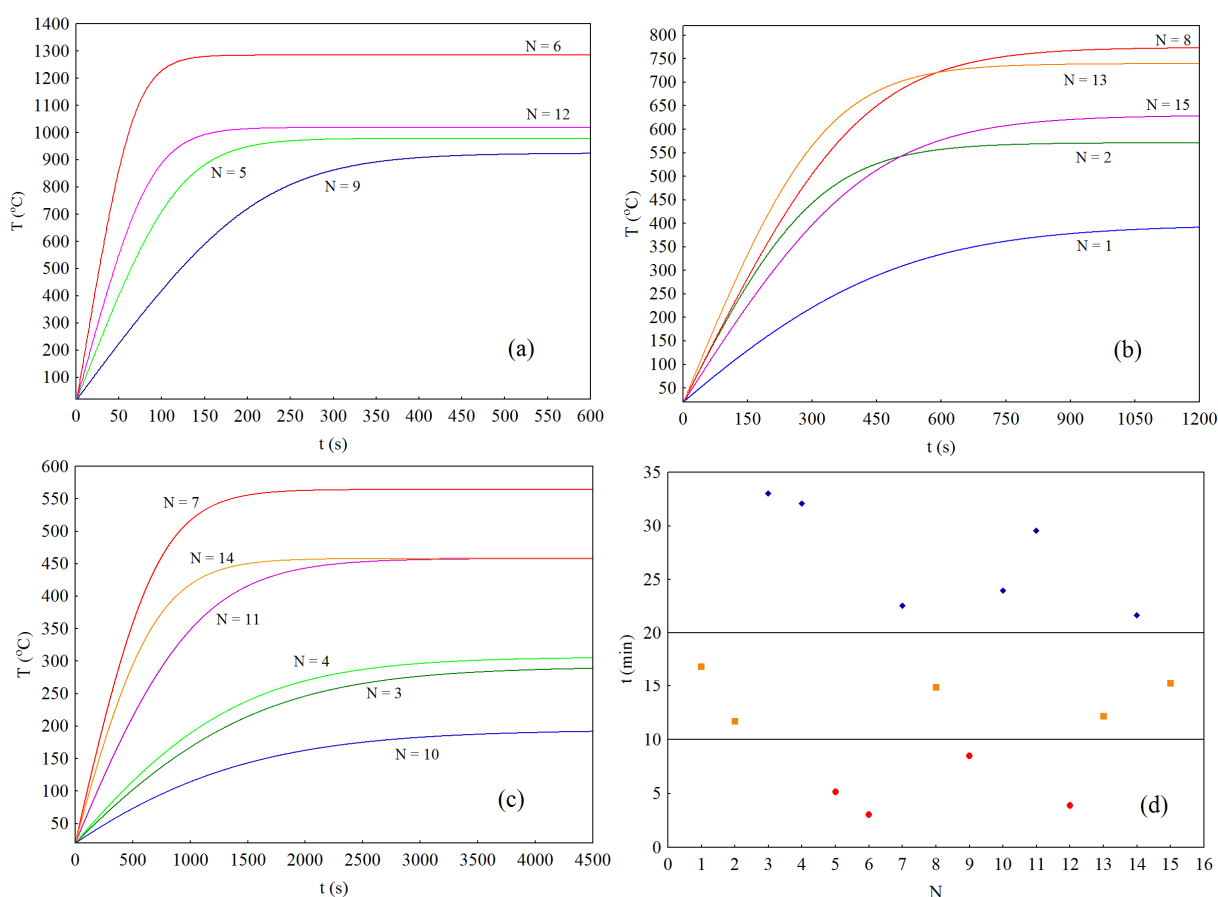 1400
1300
1200
1100
1000
900
800
700
600
500
400
300
200
100
T (°C)
N = 6
N = 12
N = 5
N = 9
(a)
0 50 100 150 200 250 300 350 400 450 500 550 600
t (s)
800
750
700
650
600
550
500
450
400
350
300
250
200
150
100
50
T (°C)
N = 8
N = 13
N = 15
N = 2
N = 1
(b)
0 150 300 450 600 750 900 1050 1200
t (s)
600
550
500
450
400
350
300
250
200
150
100
50
T (°C)
N = 7
N = 14
N = 11
N = 4
N = 3
N = 10
(c)
0 500 1000 1500 2000 2500 3000 3500 4000 4500
t (s)
35
30
25
20
15
10
5
0
t (min)
(d)
0 1 2 3 4 5 6 7 8 9 10 11 12 13 14 15 16
N